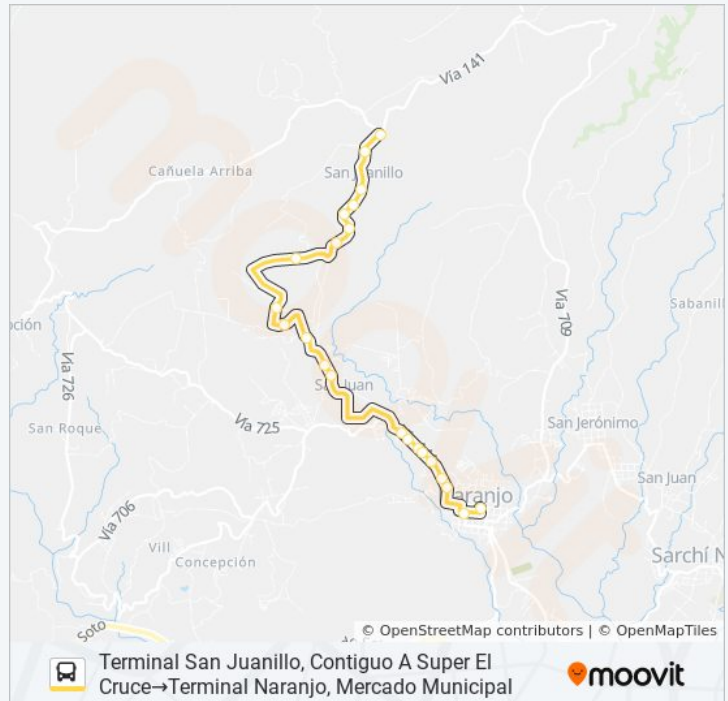 Vía 141
Cañuela Arriba
San Juanillo
Vía 709
Sabanill
pción
Vía 726
San Juan
San Roque
Vía 725
San Jerónimo
San Juan
Naranjo
Vía 706
Vill
Concepción
Sarchí N
Soto
© OpenStreetMap contributors | © OpenMapTiles
Terminal San Juanillo, Contiguo A Super El
Cruce→Terminal Naranjo, Mercado Municipal
moovit